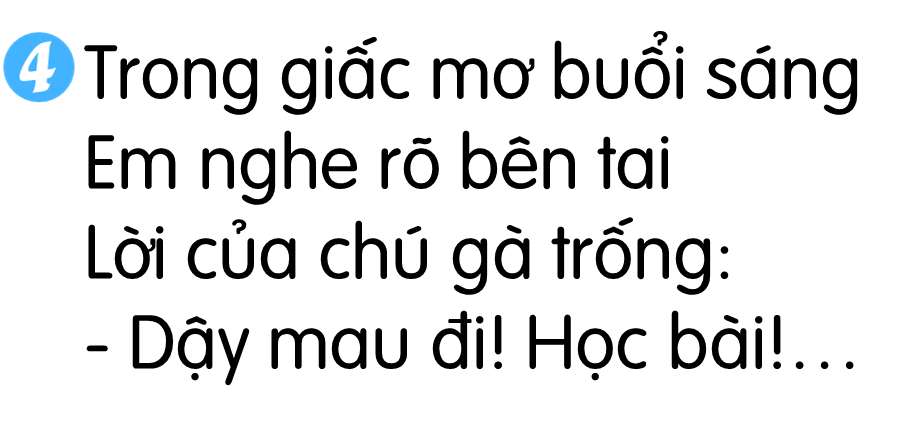 4 Trong giấc mơ buổi sáng
Em nghe rõ bên tai
Lời của chú gà trống:
- Dậy mau đi! Học bài!...